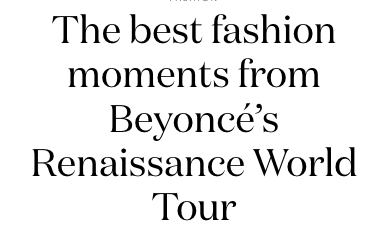 The best fashion
moments from
Beyoncé’s
Renaissance World
Tour